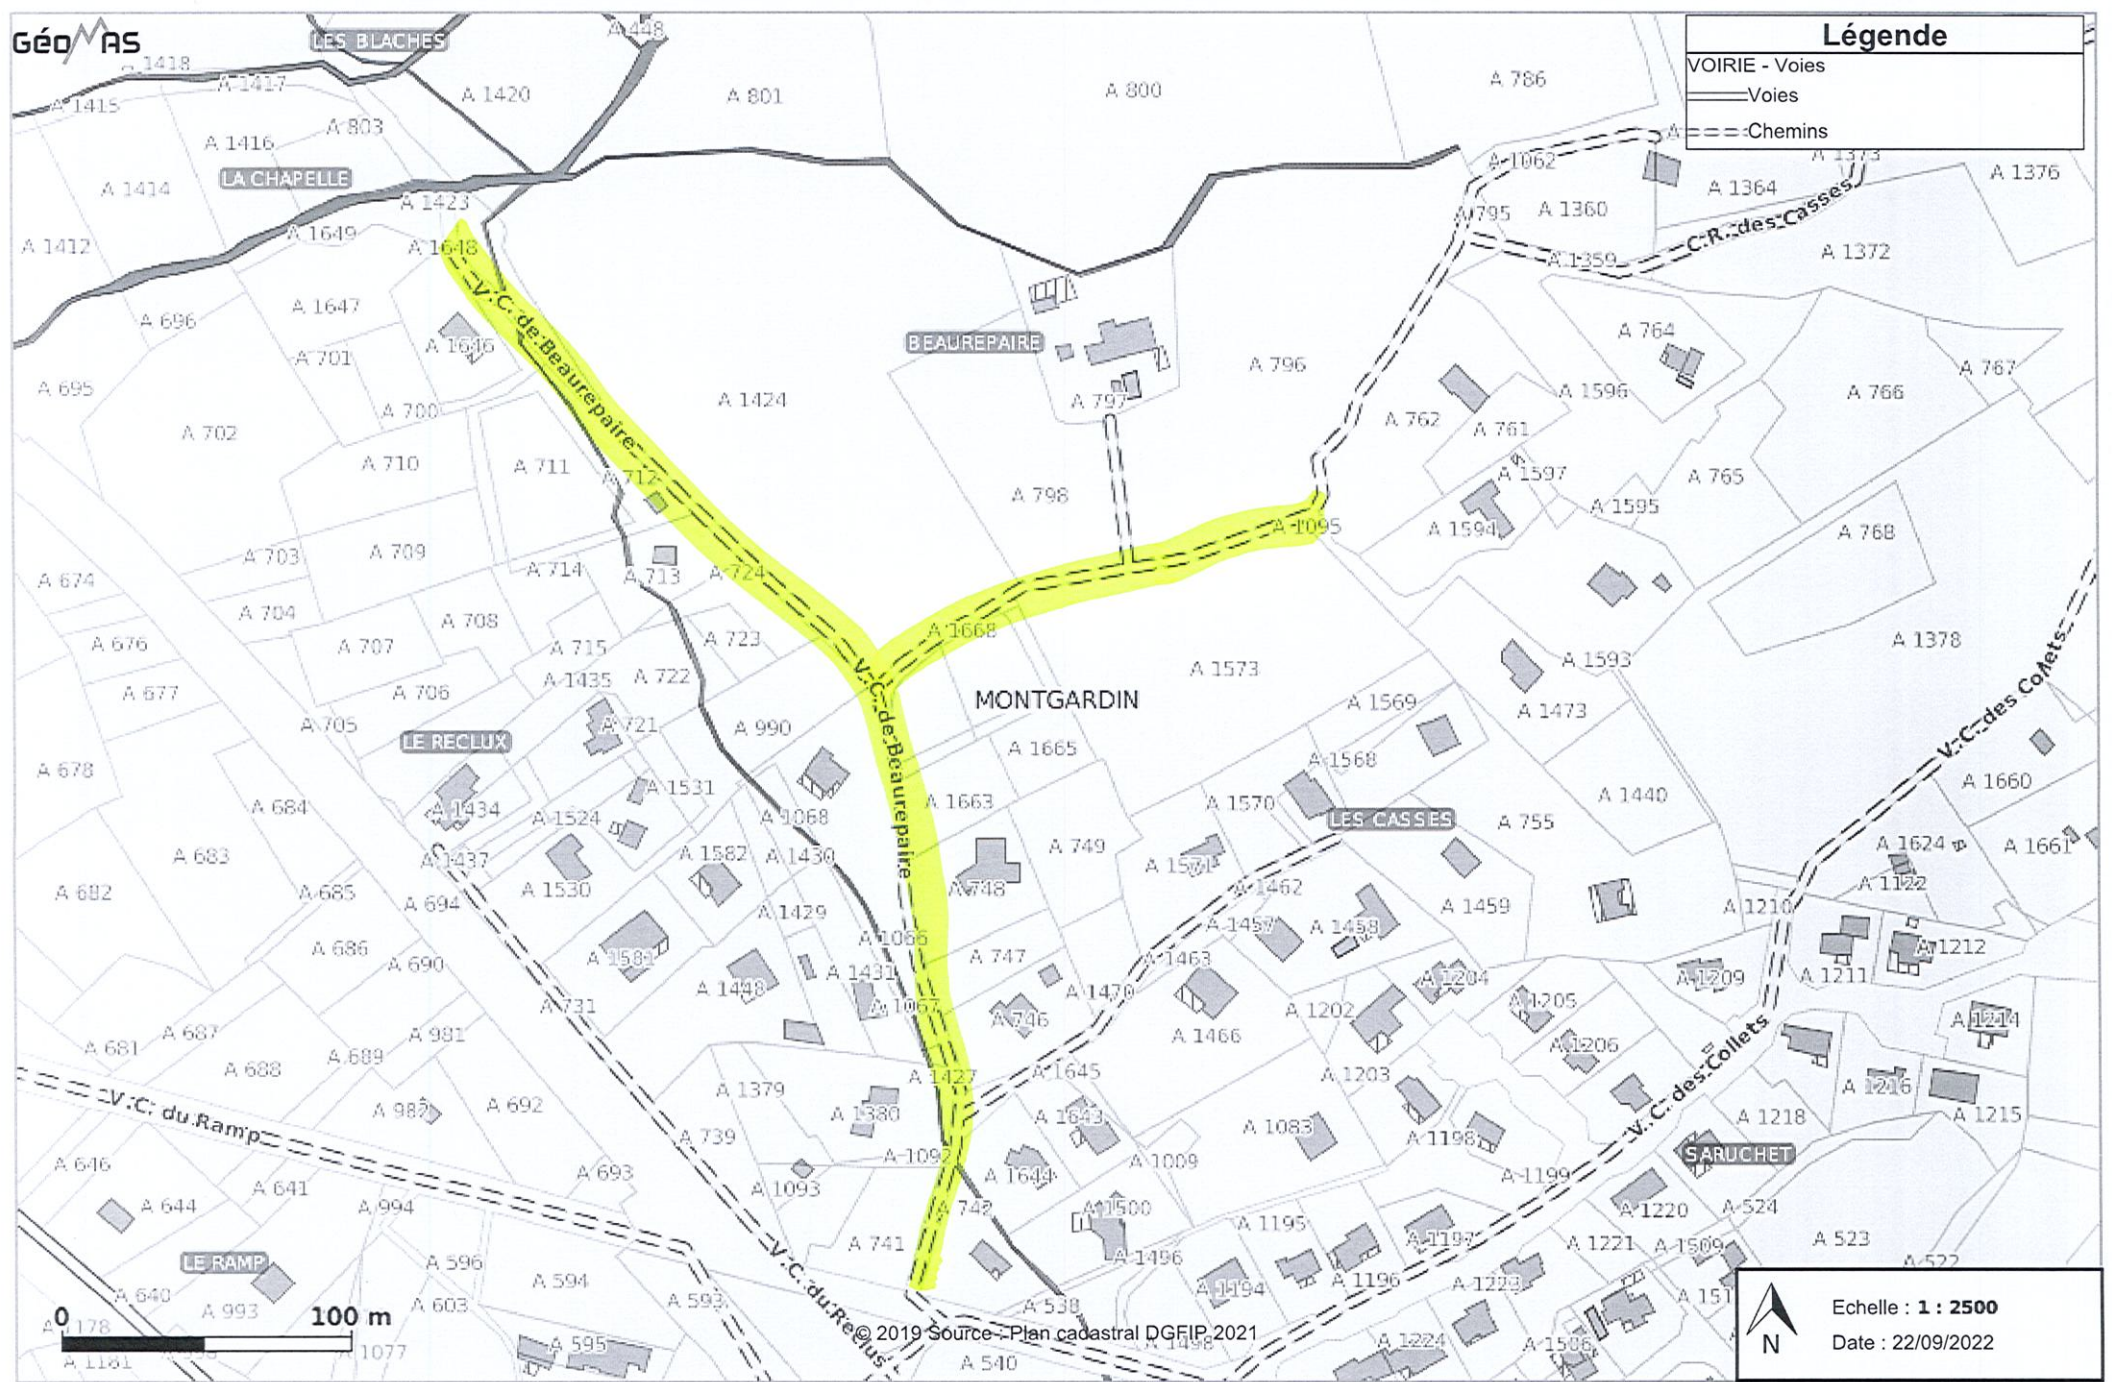 GéoMAS
LES BLACHES
A 448
Légende
VOIRIE - Voies
Voies
Chemins
A 1418
A 1417
A 1415
A 1420
A 801
A 800
A 786
A 803
A 1416
A 1414
LA CHAPELLE
A 1423
A 1062
A 1373
A 1364
A 1376
A 795
A 1360
C.R. des Casses
A 1412
A 1649
A 1648
A 1359
A 1372
A 696
A 1647
V.C. de Beaurepaire
A 701
A 1646
BEAUREPAIRE
A 796
A 764
A 695
A 700
A 1424
A 797
A 762
A 1596
A 766
A 767
A 702
A 761
A 710
A 711
A 712
A 798
A 1597
A 765
A 1595
A 1594
A 1095
A 768
A 703
A 709
A 714
A 713
A 724
A 674
A 704
A 708
A 723
A 1668
A 676
A 707
A 715
A 722
A 1573
A 1593
A 1378
A 677
A 706
A 1435
MONTGARDIN
A 1569
A 1473
V.C. des Collets
A 705
LE RECLUX
A 721
A 990
V.C. de Beaurepaire
A 1665
A 1568
A 678
A 684
A 1434
A 1531
A 1524
A 1068
A 1663
A 1570
LES CASSES
A 755
A 1440
A 1660
A 683
A 1437
A 1582
A 1430
A 749
A 1571
A 1624
A 1661
A 682
A 685
A 694
A 1530
A 748
A 1462
A 1122
A 1429
A 1457
A 1458
A 1459
A 1210
A 686
A 690
A 1581
A 1066
A 747
A 1463
A 1212
A 1448
A 1431
A 1470
A 1204
A 1209
A 1211
A 731
A 1067
A 746
A 1202
A 1205
A 1214
A 681
A 687
A 981
A 1466
A 689
A 1206
A 688
A 1379
A 1427
A 1645
A 1203
V.C. des Collets
A 1216
V.C. du Ramp
A 982
A 692
A 1380
A 1643
A 1083
A 1198
A 1218
A 1215
A 739
A 1092
A 1009
SARUCHET
A 646
A 693
A 1093
A 1644
A 1199
A 641
A 644
A 994
A 742
A 1500
A 1195
A 1220
A 524
A 741
A 1197
A 1221
A 1509
A 523
LE RAMP
A 596
A 594
V.C. du Reclus
A 1496
A 1194
A 1196
A 1223
A 522
A 640
A 993
A 603
A 593
A 538
A 151
0
100 m
© 2019 Source : Plan cadastral DGFIP 2021
A 595
A 1077
A 1181
A 540
A 1498
A 1224
A 1506
Echelle : 1 : 2500
N
Date : 22/09/2022